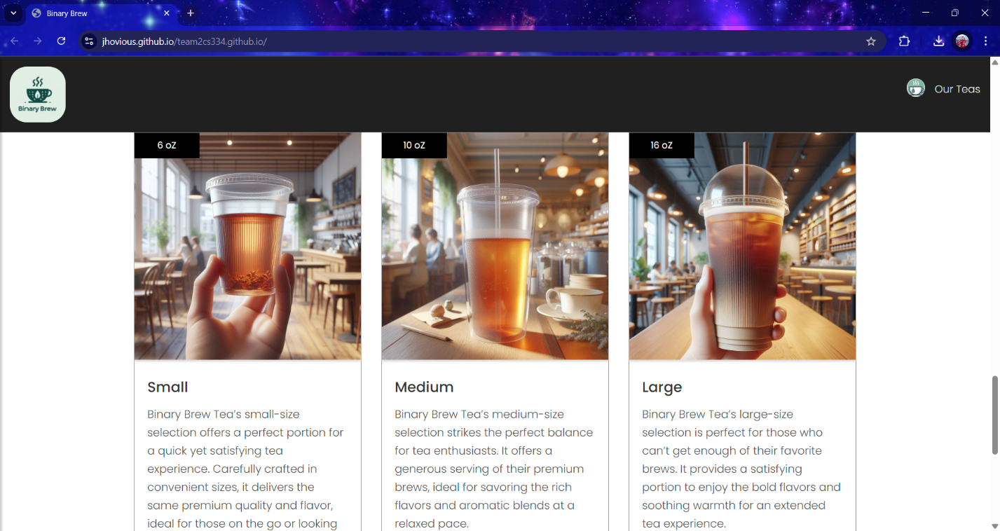 Binary Brew
jhovious.github.io/team2cs334.github.io/
Binary Brew
Our Teas
6 oZ
10 oZ
16 oZ
Small
Binary Brew Tea’s small-size
selection offers a perfect portion for
a quick yet satisfying tea
experience. Carefully crafted in
convenient sizes, it delivers the
same premium quality and flavor,
ideal for those on the go or looking
Medium
Binary Brew Tea’s medium-size
selection strikes the perfect balance
for tea enthusiasts. It offers a
generous serving of their premium
brews, ideal for savoring the rich
flavors and aromatic blends at a
relaxed pace.
Large
Binary Brew Tea’s large-size
selection is perfect for those who
can’t get enough of their favorite
brews. It provides a satisfying
portion to enjoy the bold flavors and
soothing warmth for an extended
tea experience.